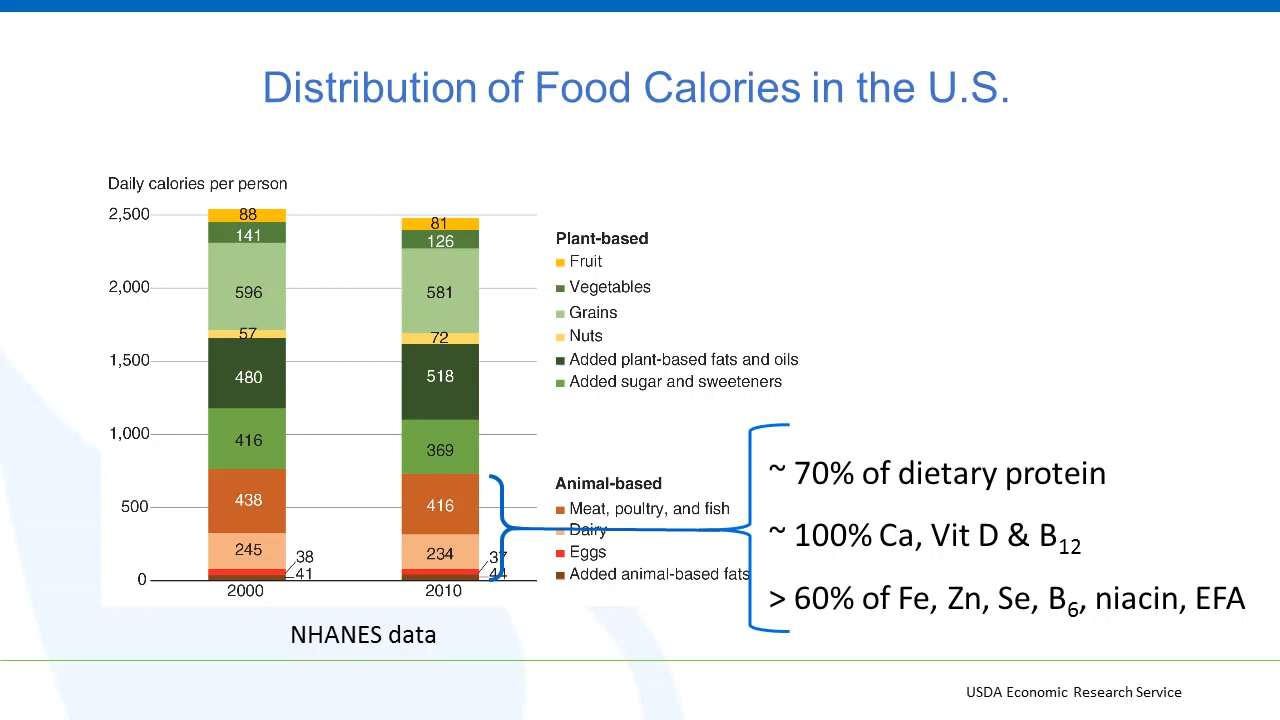 Distribution of Food Calories in the U.S.
Daily calories per person
2,500
2,000
1,500
1,000
500
0
88
141
596
57
480
416
438
245
38
41
2000
81
126
581
72
518
369
416
234
37
44
2010
Plant-based
Fruit
Vegetables
Grains
Nuts
Added plant-based fats and oils
Added sugar and sweeteners
Animal-based
Meat, poultry, and fish
Dairy
Eggs
Added animal-based fats
~ 70% of dietary protein
~ 100% Ca, Vit D & B12
> 60% of Fe, Zn, Se, B6, niacin, EFA
NHANES data
USDA Economic Research Service